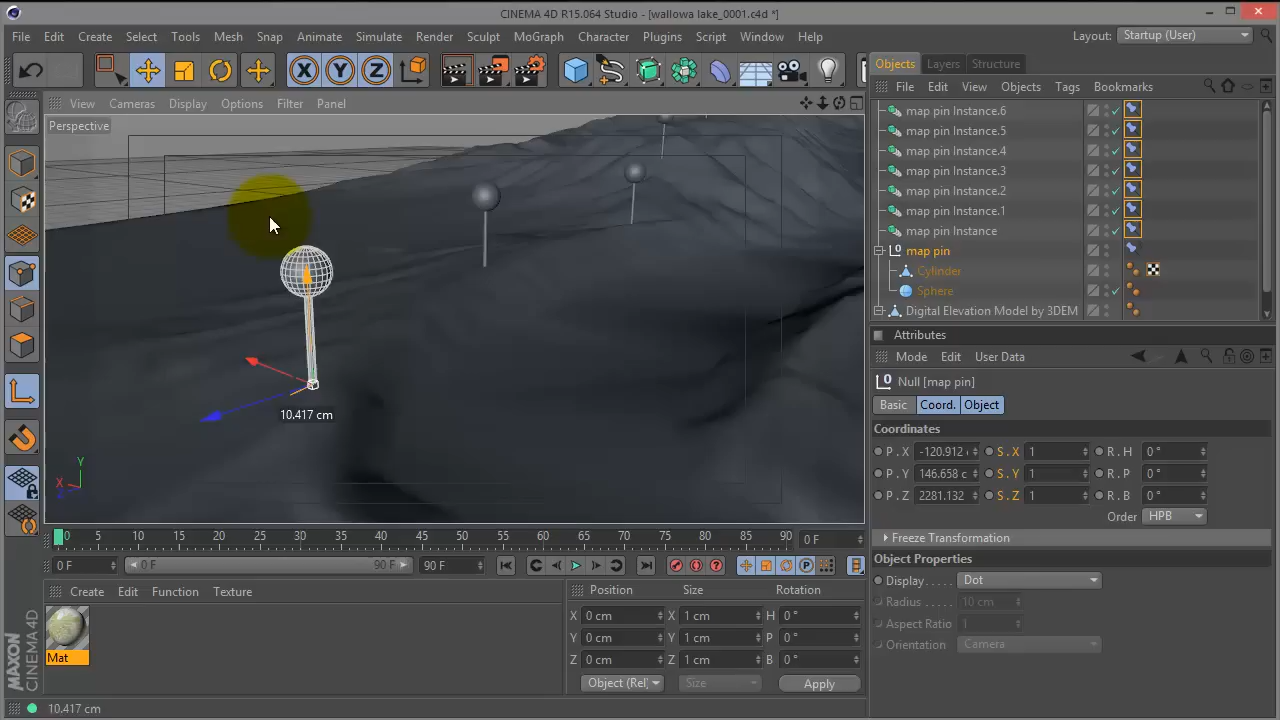 CINEMA 4D R15.064 Studio - [wallowa lake_0001.c4d *]
File Edit Create Select Tools Mesh Snap Animate Simulate Render Sculpt MoGraph Character Plugins Script Window Help
Layout: Startup (User)
View Cameras Display Options Filter Panel
Perspective
10.417 cm
Y
X
Z
Objects Layers Structure
File Edit View Objects Tags Bookmarks
map pin Instance.6
map pin Instance.5
map pin Instance.4
map pin Instance.3
map pin Instance.2
map pin Instance.1
map pin Instance
map pin
Cylinder
Sphere
Digital Elevation Model by 3DEM
Attributes
Mode Edit User Data
Null [map pin]
Basic Coord. Object
Coordinates
P . X -120.912 S . X 1 R . H 0 °
P . Y 146.658 c S . Y 1 R . P 0 °
P . Z 2281.132 S . Z 1 R . B 0 °
Order HPB
Freeze Transformation
Object Properties
Display . . . . . Dot
Radius . . . . . . 10 cm
Aspect Ratio 1
Orientation Camera
0 5 10 15 20 25 30 35 40 45 50 55 60 65 70 75 80 85 90 0 F
0 F 0 F 90 F 90 F
Create Edit Function Texture
Mat
Position Size Rotation
X 0 cm X 1 cm H 0 °
Y 0 cm Y 1 cm P 0 °
Z 0 cm Z 1 cm B 0 °
Object (Rel) Size Apply
MAXON
CINEMA 4D
10.417 cm